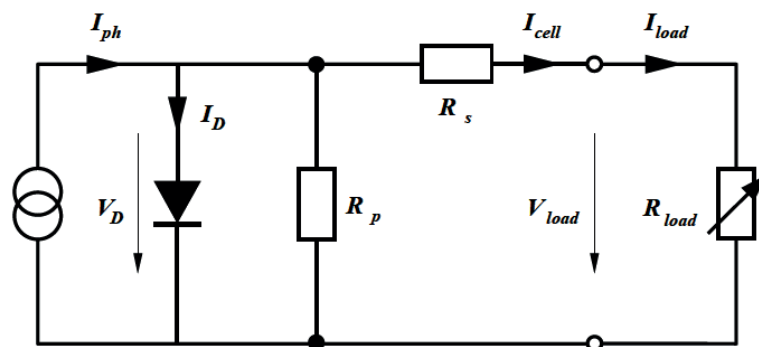 I_ph
I_cell
I_load
I_D
R_s
V_D
R_p
V_load
R_load